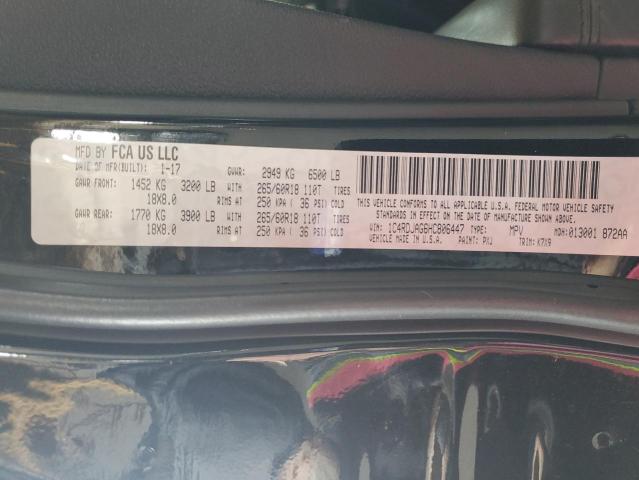 MFD BY FCA US LLC
DATE OF MFR(BUILT): 1-17 GVWR: 2949 KG 6500 LB
GAWR FRONT: 1452 KG 3200 LB WITH 265/60R18 110T TIRES
18X8.0 RIMS AT 250 KPA ( 36 PSI) COLD
GAWR REAR: 1770 KG 3900 LB WITH 265/60R18 110T TIRES
18X8.0 RIMS AT 250 KPA ( 36 PSI) COLD
THIS VEHICLE CONFORMS TO ALL APPLICABLE U.S.A. FEDERAL MOTOR VEHICLE SAFETY
STANDARDS IN EFFECT ON THE DATE OF MANUFACTURE SHOWN ABOVE.
VIN: 1C4RDJAG6HC806447 MPV MDH:013001 872AA
VEHICLE MADE IN U.S.A. PAINT: PXJ TRIM: K7X9